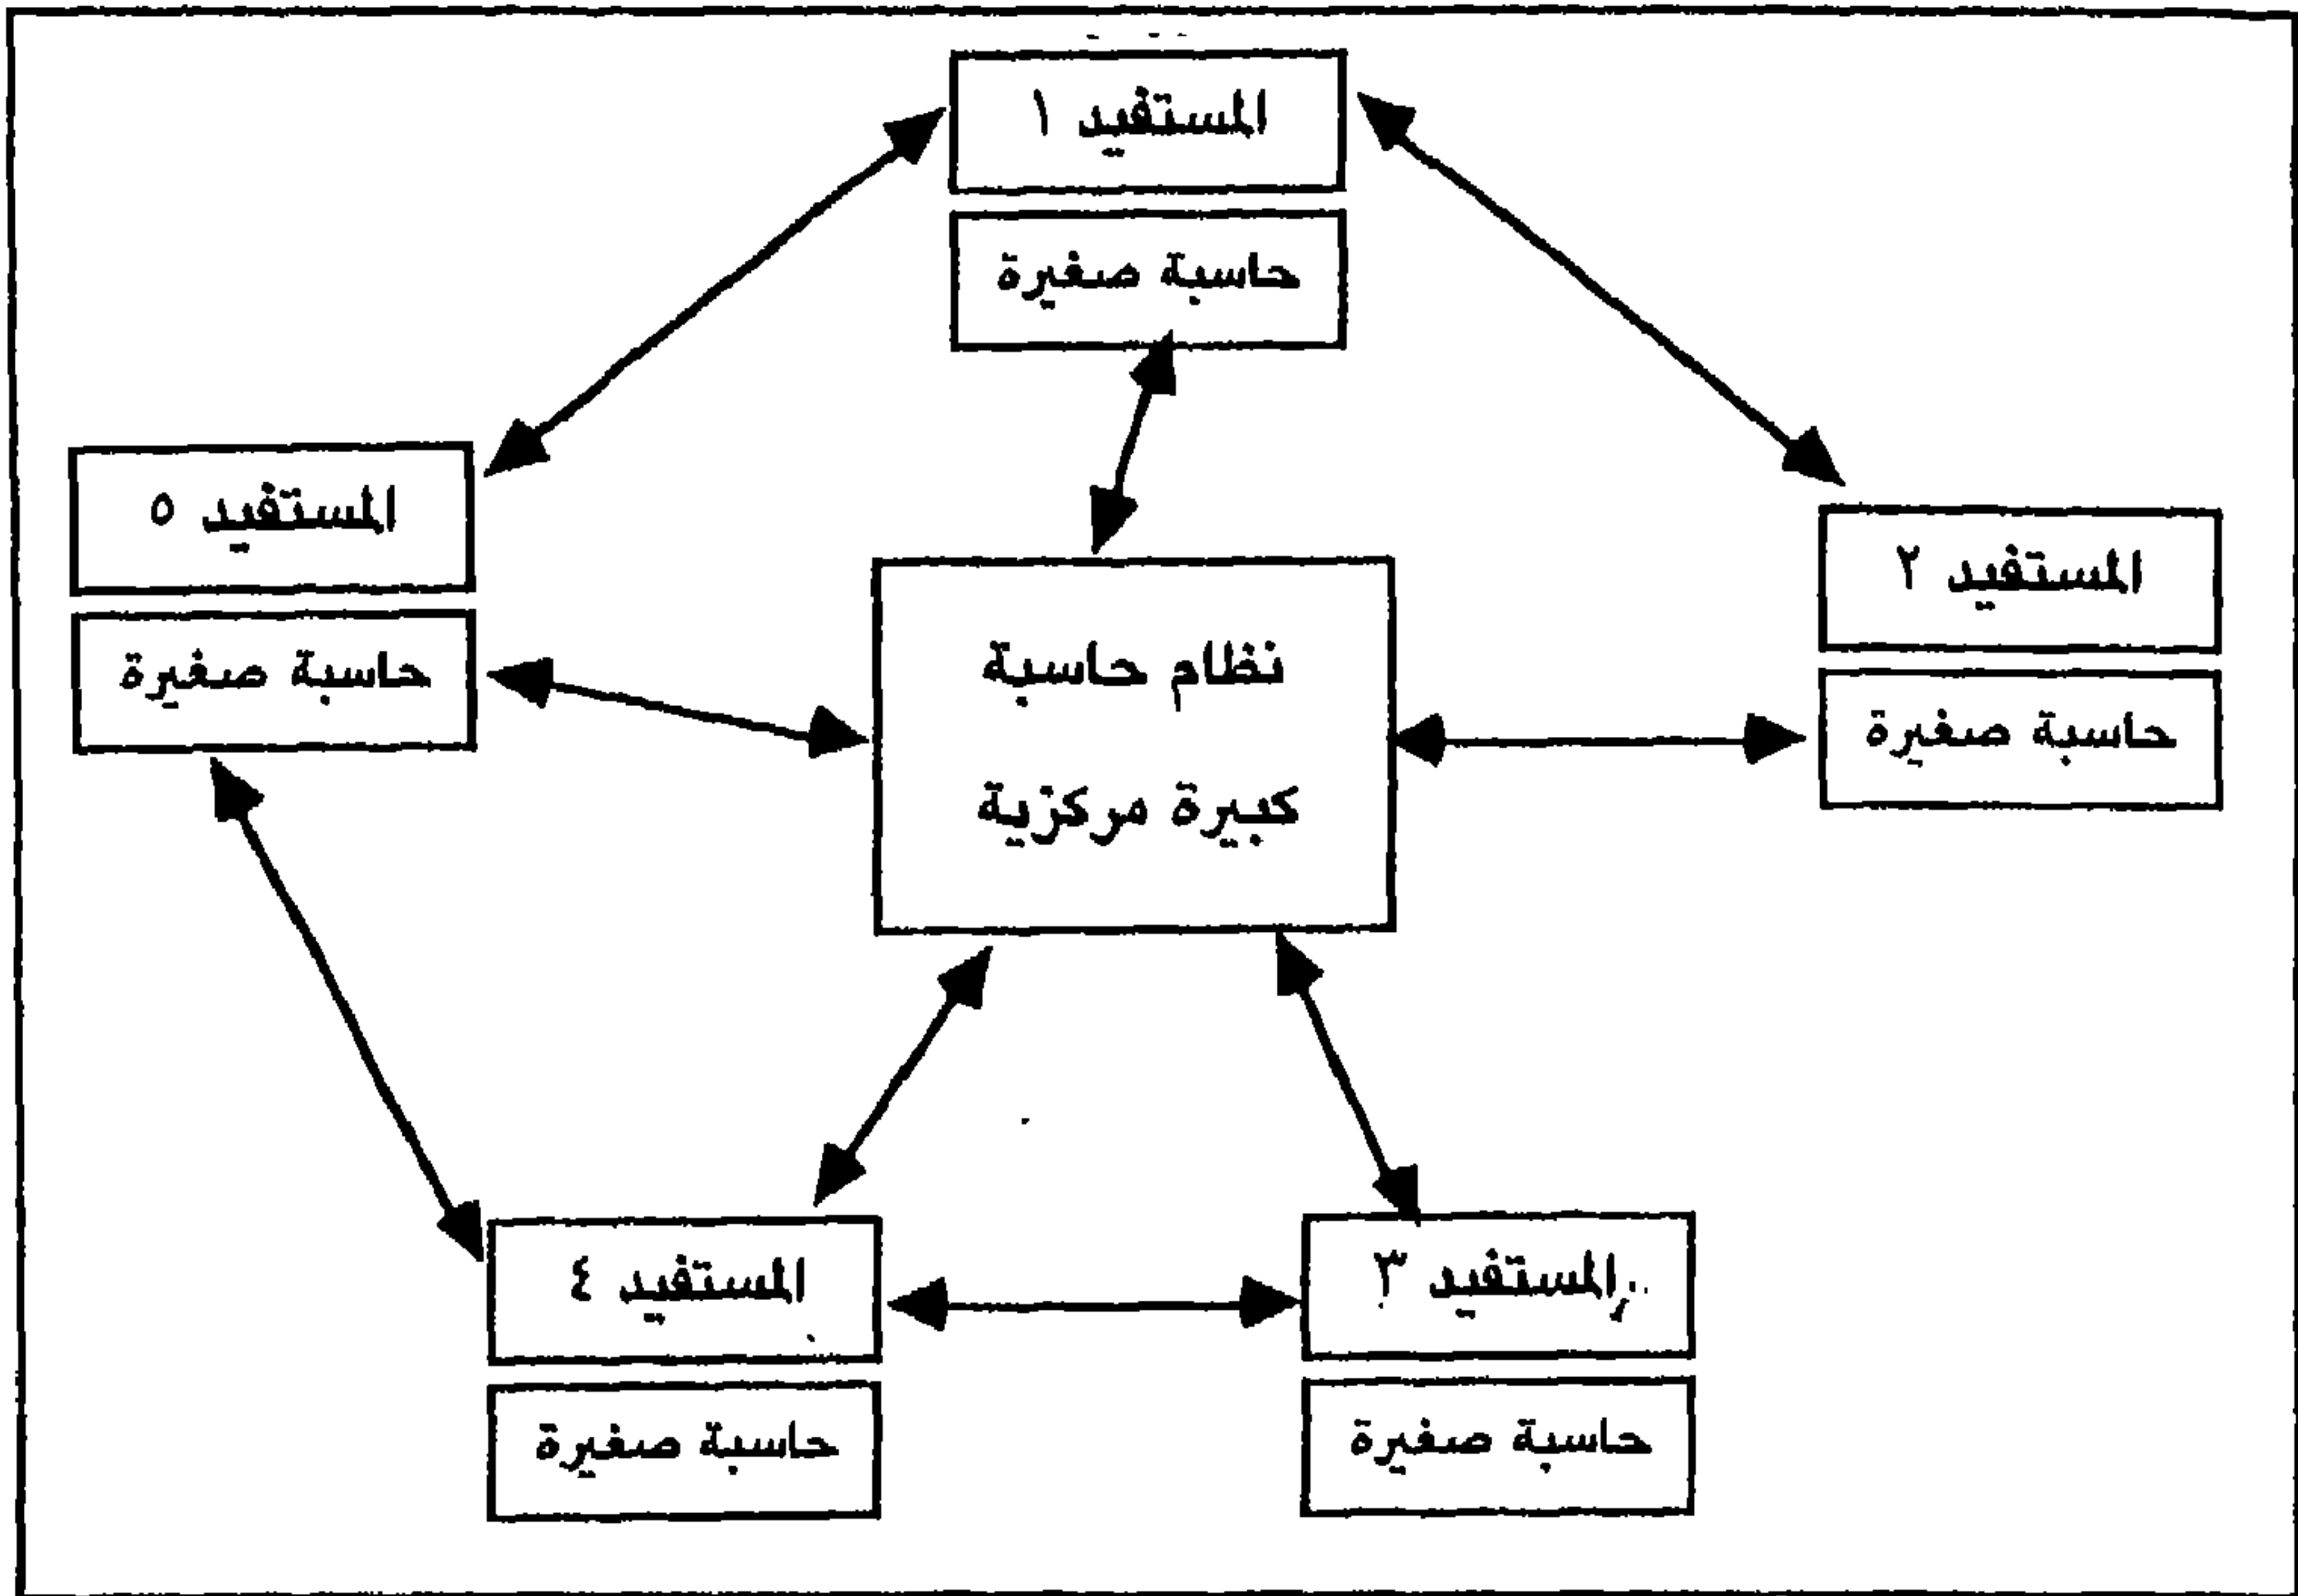 المستفيد ١
حاسبة صغيرة
المستفيد ٥
حاسبة صغيرة
المستفيد ٢
حاسبة صغيرة
نظام حاسبة
كبيرة مركزية
المستفيد ٤
حاسبة صغيرة
المستفيد ٣
حاسبة صغيرة